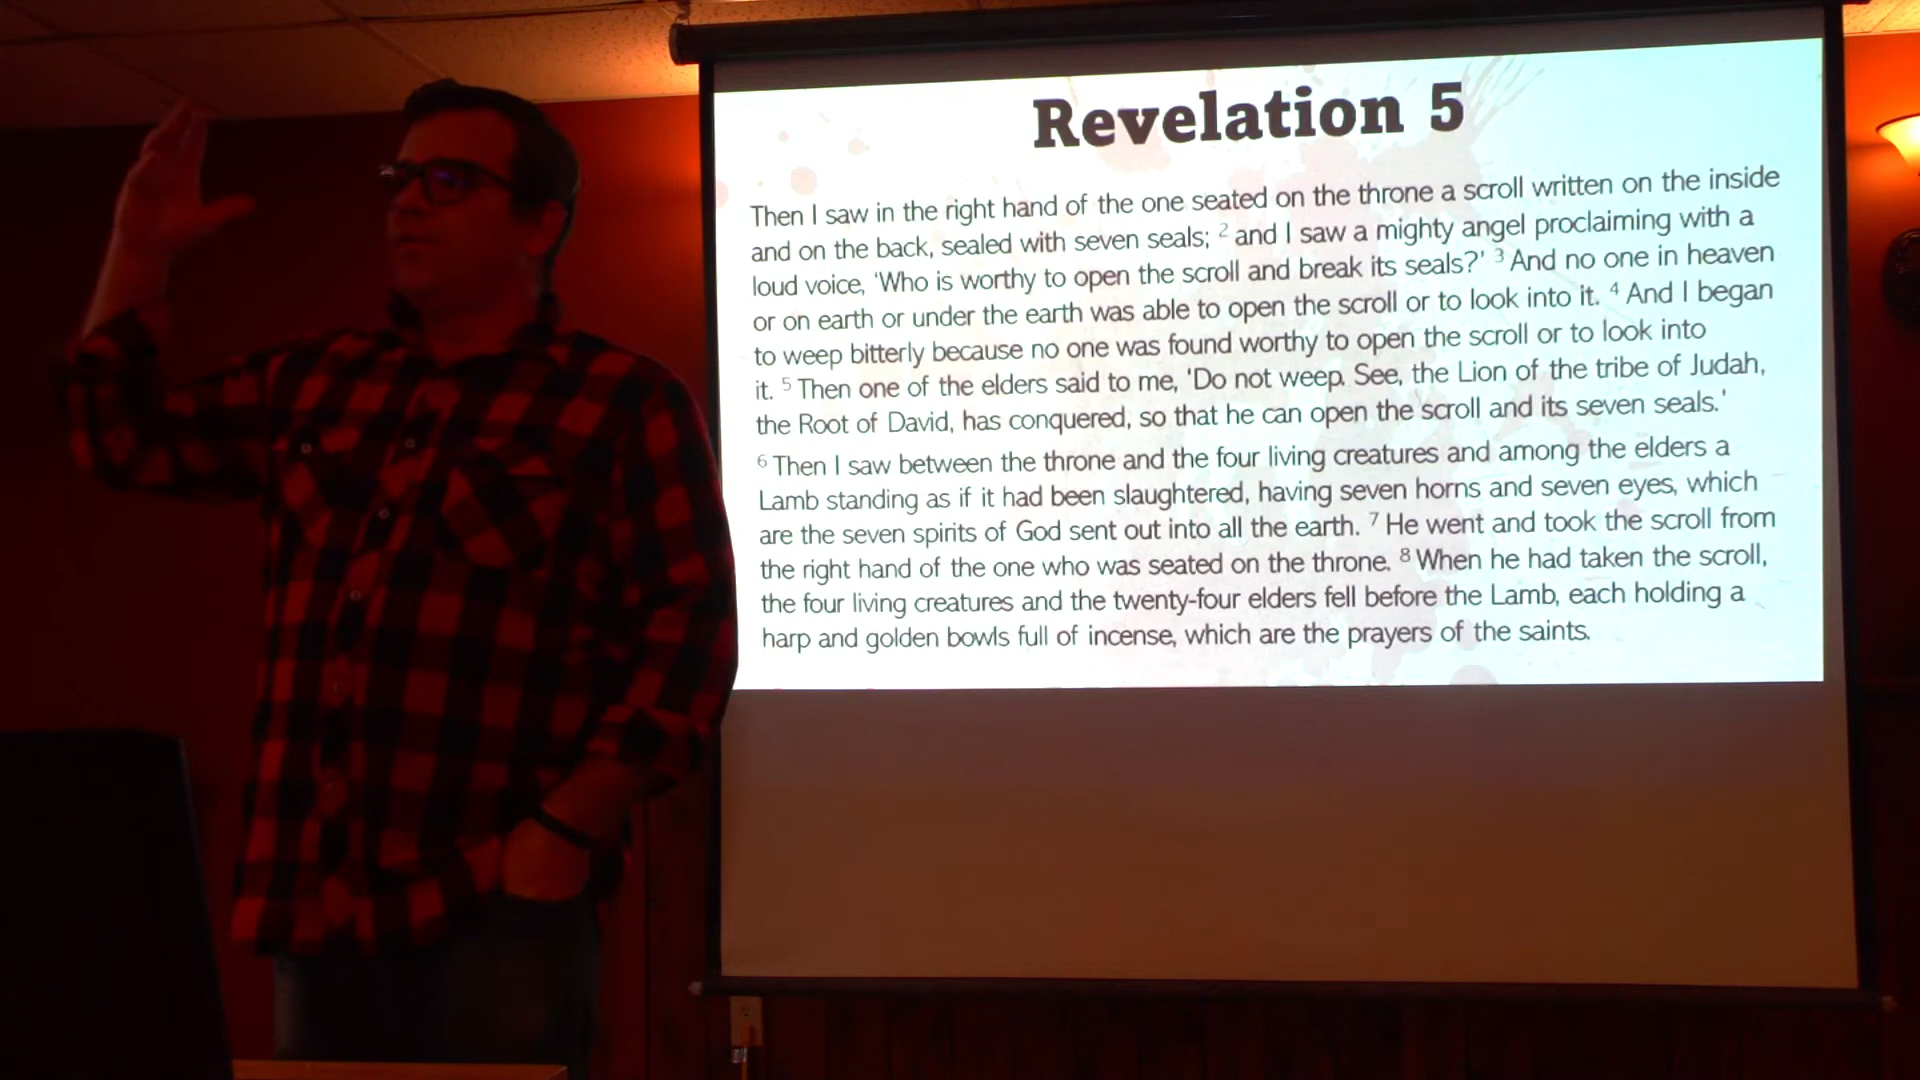 Revelation 5
Then I saw in the right hand of the one seated on the throne a scroll written on the inside
and on the back, sealed with seven seals; 2 and I saw a mighty angel proclaiming with a
loud voice, ‘Who is worthy to open the scroll and break its seals?’ 3 And no one in heaven
or on earth or under the earth was able to open the scroll or to look into it. 4 And I began
to weep bitterly because no one was found worthy to open the scroll or to look into
it. 5 Then one of the elders said to me, ‘Do not weep. See, the Lion of the tribe of Judah,
the Root of David, has conquered, so that he can open the scroll and its seven seals.’
6 Then I saw between the throne and the four living creatures and among the elders a
Lamb standing as if it had been slaughtered, having seven horns and seven eyes, which
are the seven spirits of God sent out into all the earth. 7 He went and took the scroll from
the right hand of the one who was seated on the throne. 8 When he had taken the scroll,
the four living creatures and the twenty-four elders fell before the Lamb, each holding a
harp and golden bowls full of incense, which are the prayers of the saints.